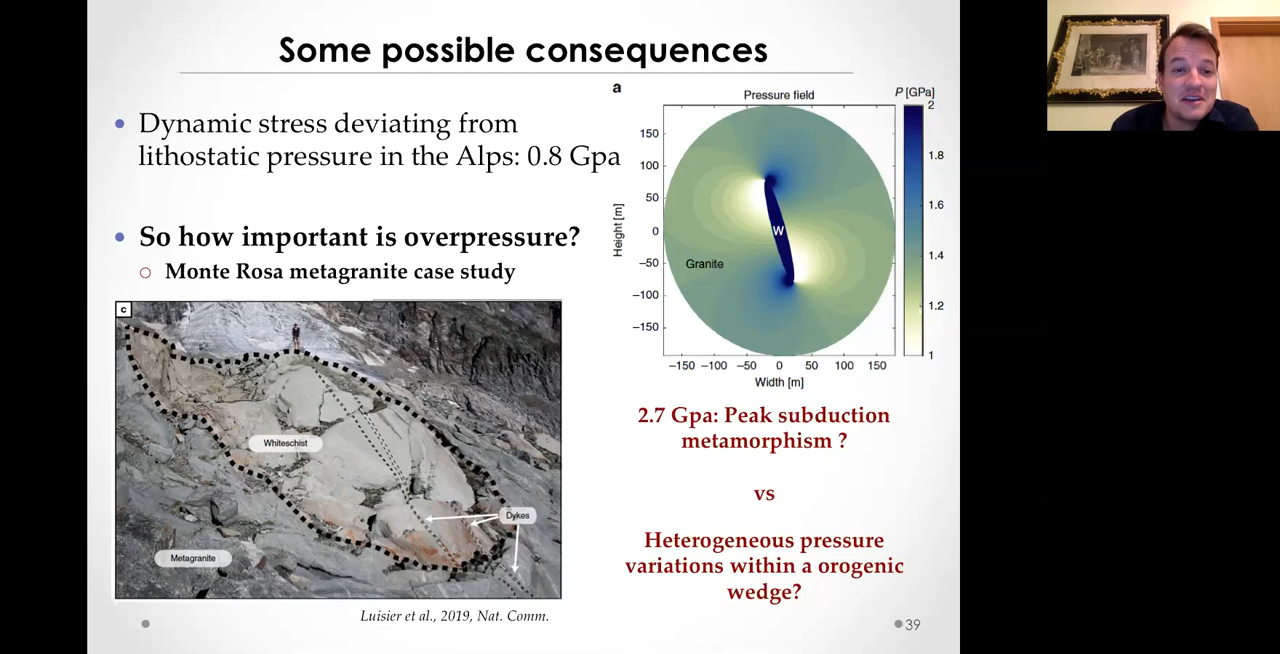 Some possible consequences
Dynamic stress deviating from
lithostatic pressure in the Alps: 0.8 Gpa
So how important is overpressure?
Monte Rosa metagranite case study
c
Whiteschist
Dykes
Metagranite
Luisier et al., 2019, Nat. Comm.
a
Pressure field
P [GPa]
2
1.8
1.6
1.4
1.2
1
150
100
50
0
−50
−100
−150
Height [m]
W
Granite
−150 −100 −50 0 50 100 150
Width [m]
2.7 Gpa: Peak subduction
metamorphism ?
vs
Heterogeneous pressure
variations within a orogenic
wedge?
39